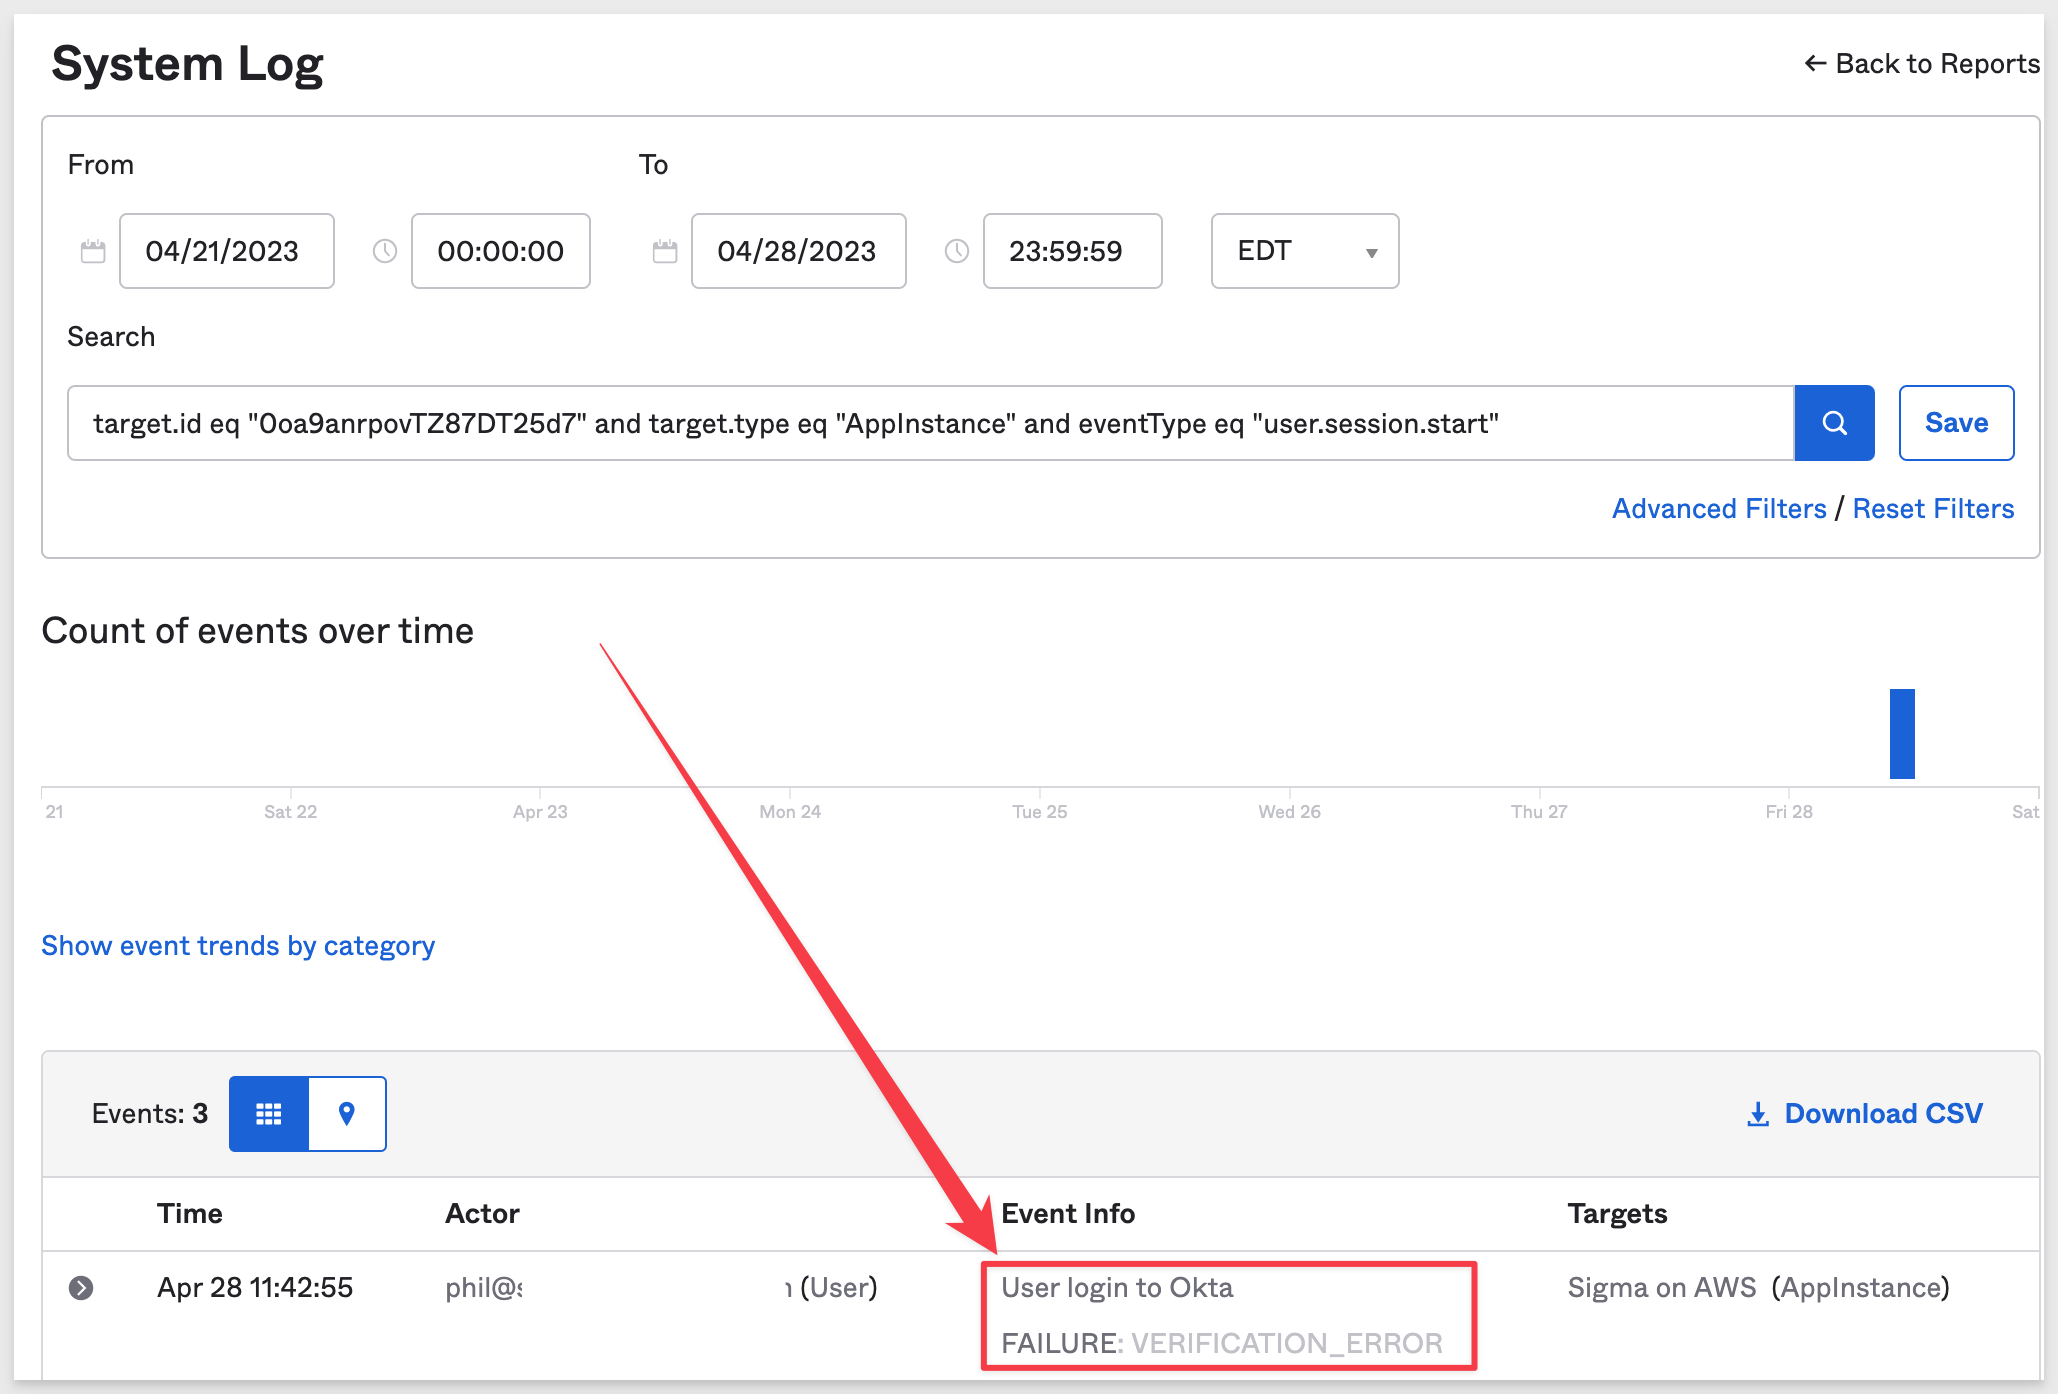 System Log
← Back to Reports
From
To
04/21/2023
00:00:00
04/28/2023
23:59:59
EDT
Search
target.id eq "0oa9anrpovTZ87DT25d7" and target.type eq "AppInstance" and eventType eq "user.session.start"
Save
Advanced Filters / Reset Filters
Count of events over time
21 Sat 22 Apr 23 Mon 24 Tue 25 Wed 26 Thu 27 Fri 28 Sat
Show event trends by category
Events: 3
Download CSV
Time Actor Event Info Targets
Apr 28 11:42:55 phil@ (User) User login to Okta Sigma on AWS (AppInstance)
FAILURE: VERIFICATION_ERROR